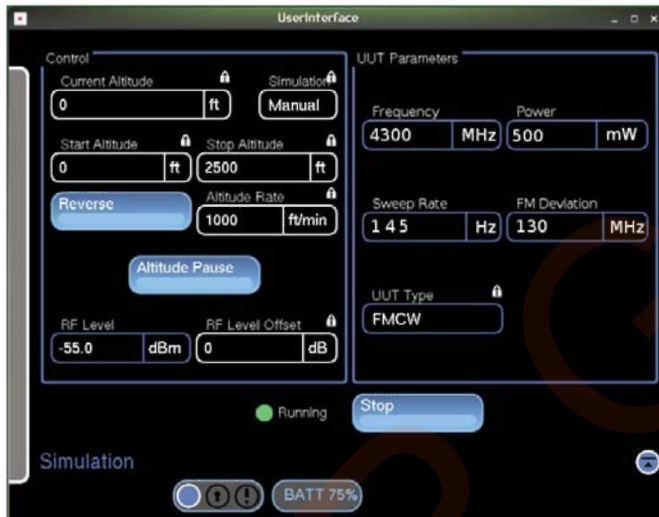 UserInterface
Control
Current Altitude Simulation
0 ft Manual
Start Altitude Stop Altitude
0 ft 2500 ft
Reverse
Altitude Rate
1000 ft/min
Altitude Pause
RF Level RF Level Offset
-55.0 dBm 0 dB
UUT Parameters
Frequency Power
4300 MHz 500 mW
Sweep Rate FM Deviation
145 Hz 130 MHz
UUT Type
FMCW
Running Stop
Simulation
BATT 75%